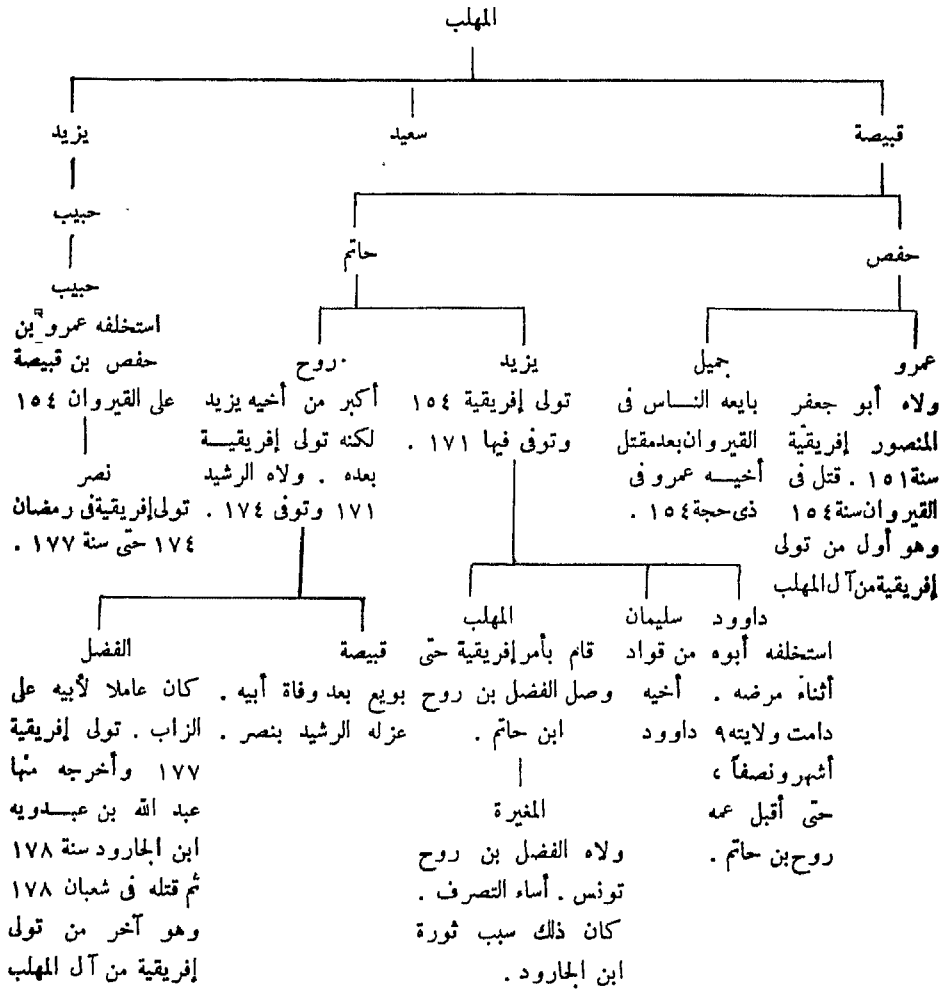 المهلب
قبيصة
سعيد
يزيد
حبيب
حبيب
استخلفه عمرو بن
حفص بن قبيصة
على القيروان ١٥٤
نصر
تولى إفريقية فى رمضان
١٧٤ حتى سنة ١٧٧ .
حفص
حاتم
عمرو
ولاه أبو جعفر
المنصور إفريقيّة
سنة ١٥١ . قتل فى
القيروان سنة ١٥٤
وهو أول من تولى
إفريقية من آل المهلب
جميل
بايعه النــاس فى
القيروان بعد مقتل
أخيــه عمرو فى
ذى حجة ١٥٤ .
يزيد
تولى إفريقية ١٥٤
وتوفى فيها ١٧١ .
روح
أكبر من أخيه يزيد
لكنه تولى إفريقيــة
بعده . ولاه الرشيد
١٧١ وتوفى ١٧٤ .
داوود
استخلفه أبوه
أثناء مرضه .
دامت ولايته ٩
أشهر ونصفاً ،
حتى أقبل عمه
روح بن حاتم .
سليمان
من قواد
أخيه
داوود
المهلب
قام بأمر إفريقية حتى
وصل الفضل بن روح
ابن حاتم .
المغيرة
ولاه الفضل بن روح
تونس . أساء التصرف .
كان ذلك سبب ثورة
ابن الجارود .
قبيصة
بويع بعد وفاة أبيه .
عزله الرشيد بنصر .
الفضل
كان عاملا لأبيه على
الزاب . تولى إفريقية
١٧٧ وأخرجه منها
عبد الله بن عبــدويه
ابن الجارود سنة ١٧٨
ثم قتله فى شعبان ١٧٨
وهو آخر من تولى
إفريقية من آل المهلب